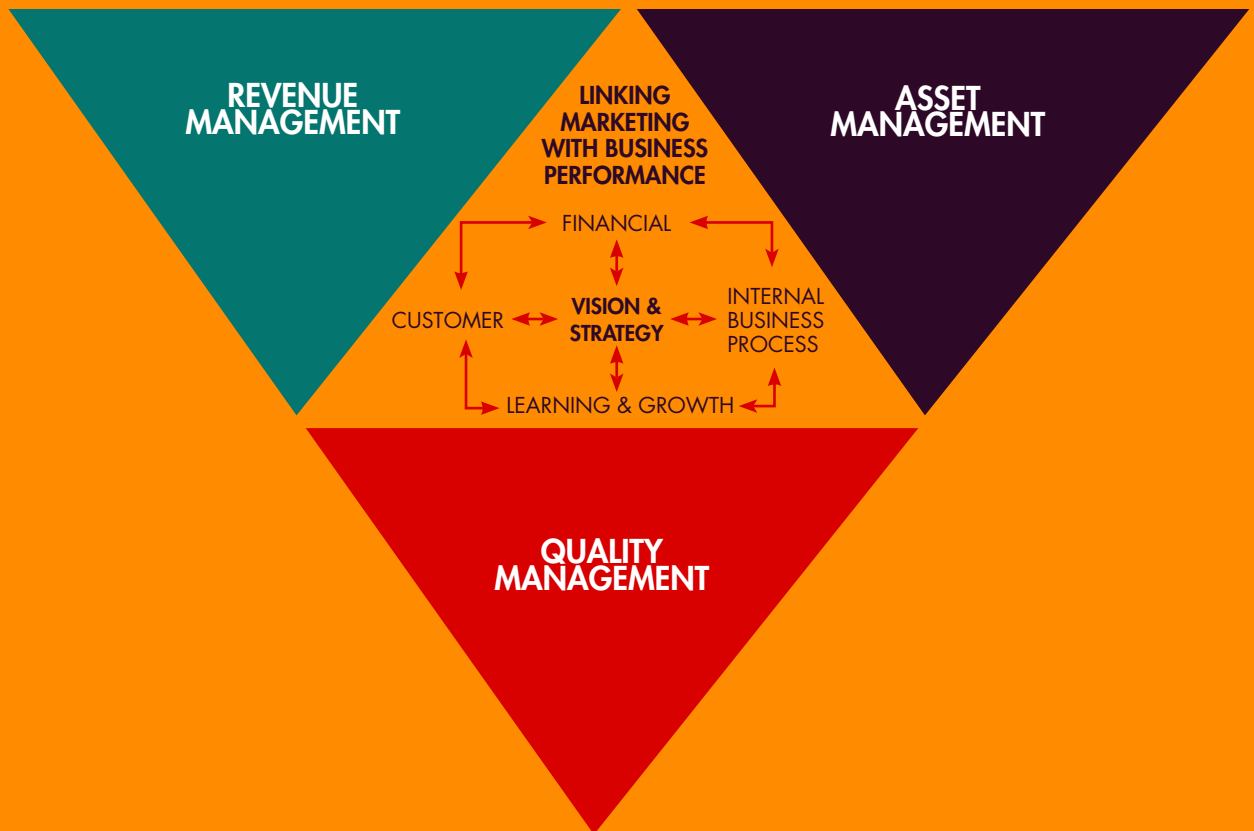 REVENUE
MANAGEMENT
LINKING
MARKETING
WITH BUSINESS
PERFORMANCE
ASSET
MANAGEMENT
FINANCIAL
CUSTOMER
VISION &
STRATEGY
INTERNAL
BUSINESS
PROCESS
LEARNING & GROWTH
QUALITY
MANAGEMENT